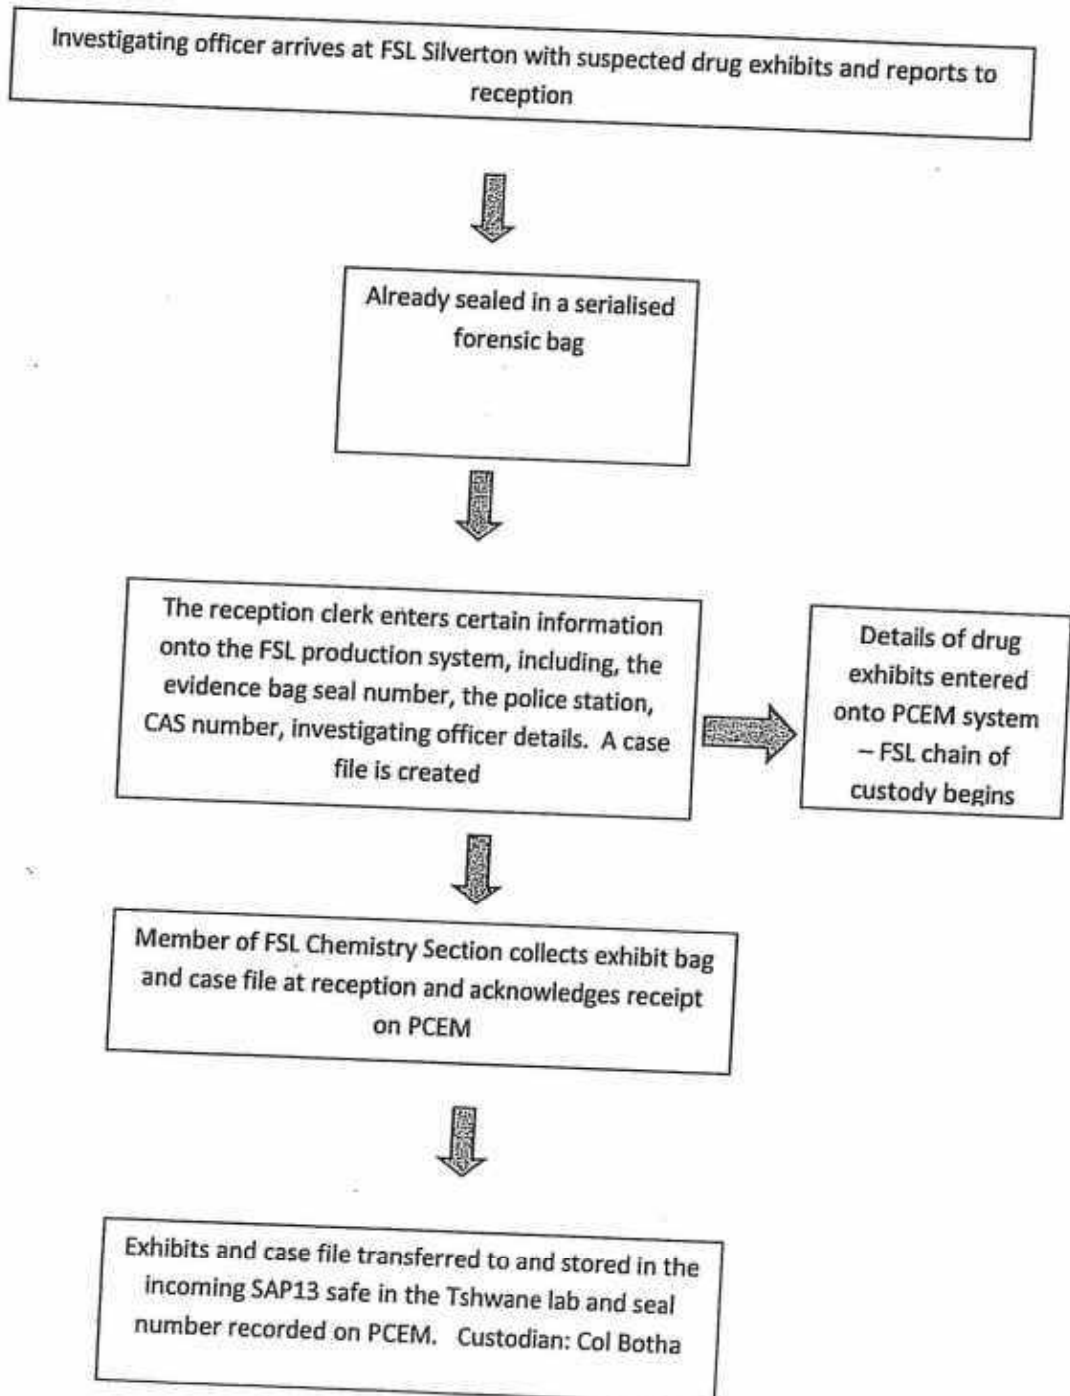 Investigating officer arrives at FSL Silverton with suspected drug exhibits and reports to
reception
Already sealed in a serialised
forensic bag
The reception clerk enters certain information
onto the FSL production system, including, the
evidence bag seal number, the police station,
CAS number, investigating officer details. A case
file is created
Details of drug
exhibits entered
onto PCEM system
– FSL chain of
custody begins
Member of FSL Chemistry Section collects exhibit bag
and case file at reception and acknowledges receipt
on PCEM
Exhibits and case file transferred to and stored in the
incoming SAP13 safe in the Tshwane lab and seal
number recorded on PCEM. Custodian: Col Botha